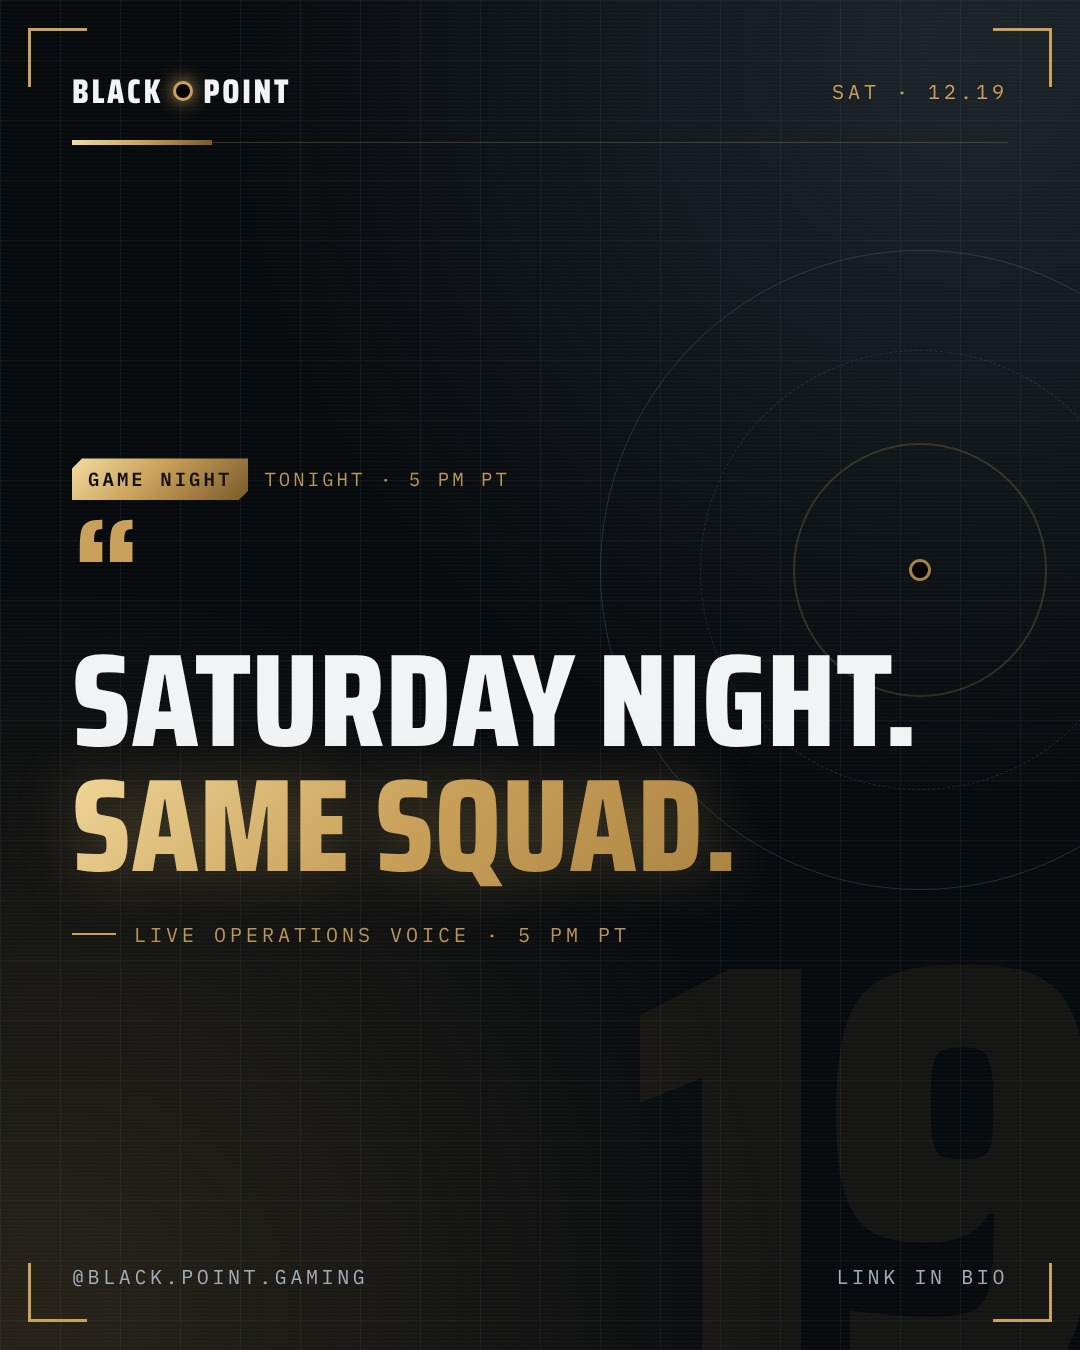 BLACK POINT
SAT · 12.19
GAME NIGHT TONIGHT · 5 PM PT
“
SATURDAY NIGHT.
SAME SQUAD.
LIVE OPERATIONS VOICE · 5 PM PT
19
@BLACK.POINT.GAMING
LINK IN BIO